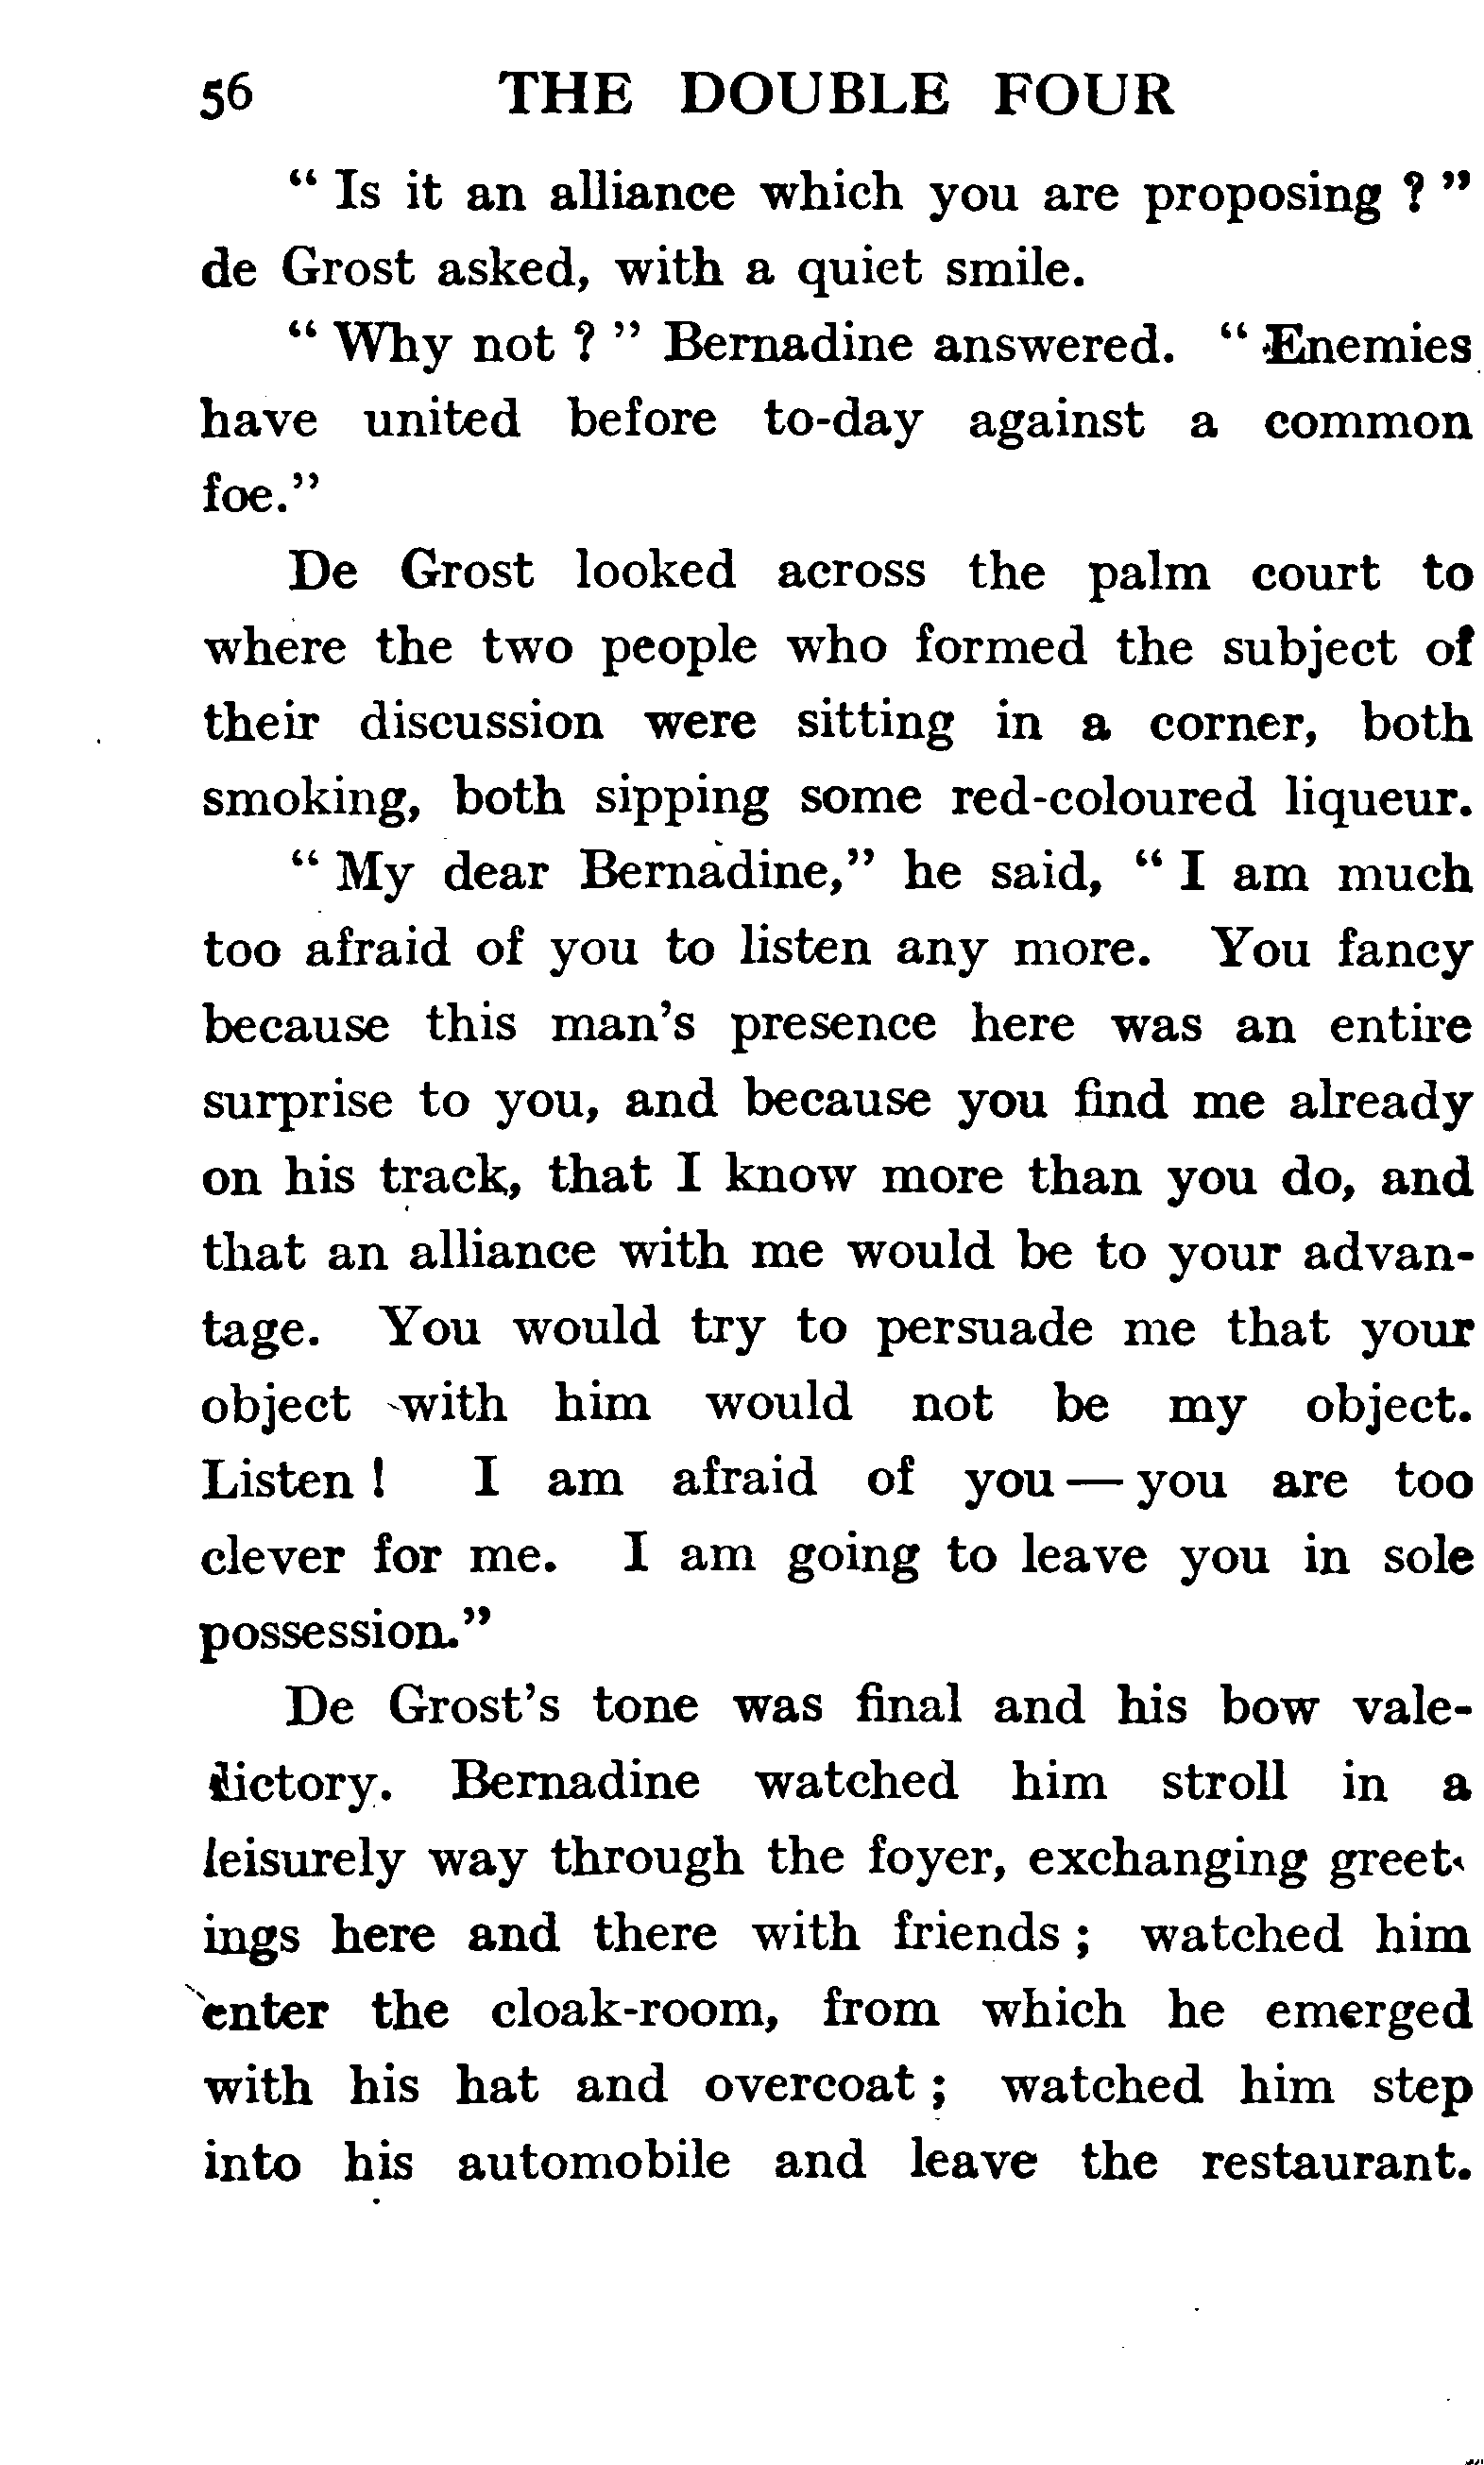 56 THE DOUBLE FOUR
“ Is it an alliance which you are proposing ? ”
de Grost asked, with a quiet smile.
“ Why not ? ” Bernadine answered. “ Enemies
have united before to-day against a common
foe.”
De Grost looked across the palm court to
where the two people who formed the subject of
their discussion were sitting in a corner, both
smoking, both sipping some red-coloured liqueur.
“ My dear Bernadine,” he said, “ I am much
too afraid of you to listen any more. You fancy
because this man’s presence here was an entire
surprise to you, and because you find me already
on his track, that I know more than you do, and
that an alliance with me would be to your advan-
tage. You would try to persuade me that your
object with him would not be my object.
Listen ! I am afraid of you — you are too
clever for me. I am going to leave you in sole
possession.”
De Grost’s tone was final and his bow vale-
dictory. Bernadine watched him stroll in a
leisurely way through the foyer, exchanging greet-
ings here and there with friends ; watched him
enter the cloak-room, from which he emerged
with his hat and overcoat ; watched him step
into his automobile and leave the restaurant.